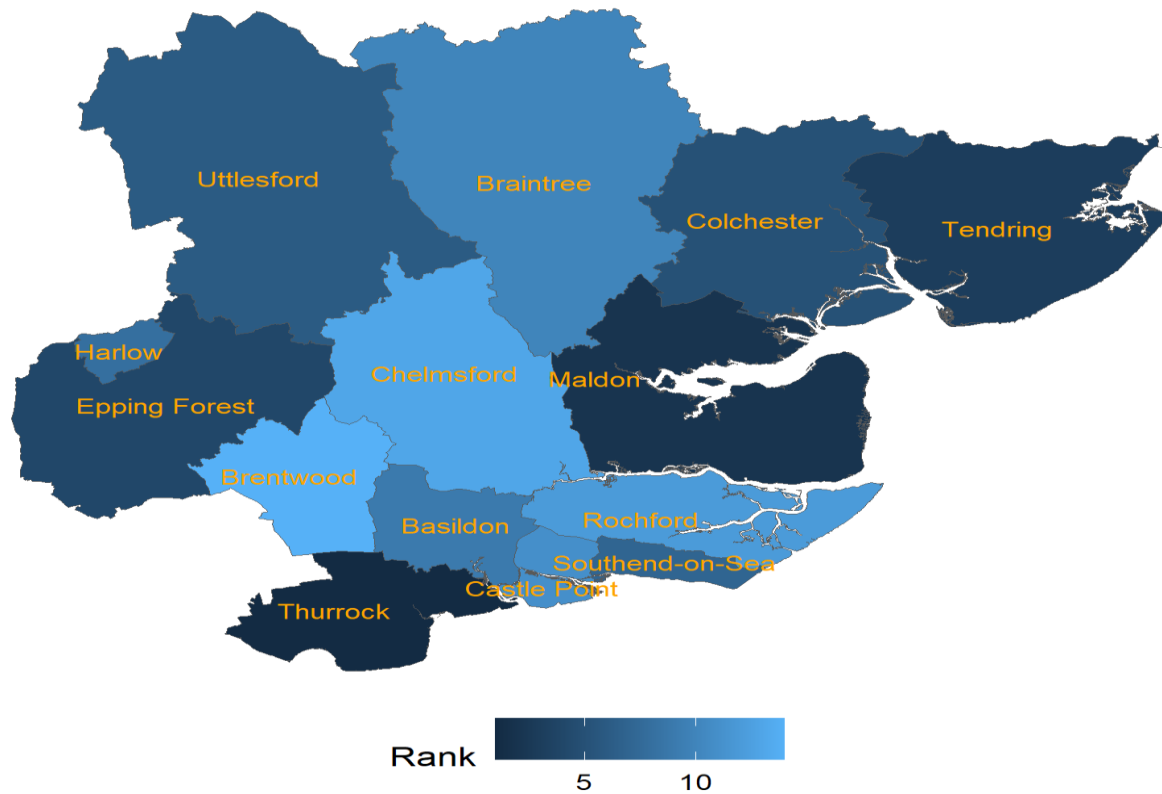 Uttlesford
Braintree
Colchester
Tendring
Harlow
Chelmsford
Maldon
Epping Forest
Brentwood
Basildon
Rochford
Southend-on-Sea
Castle Point
Thurrock
Rank
5 10